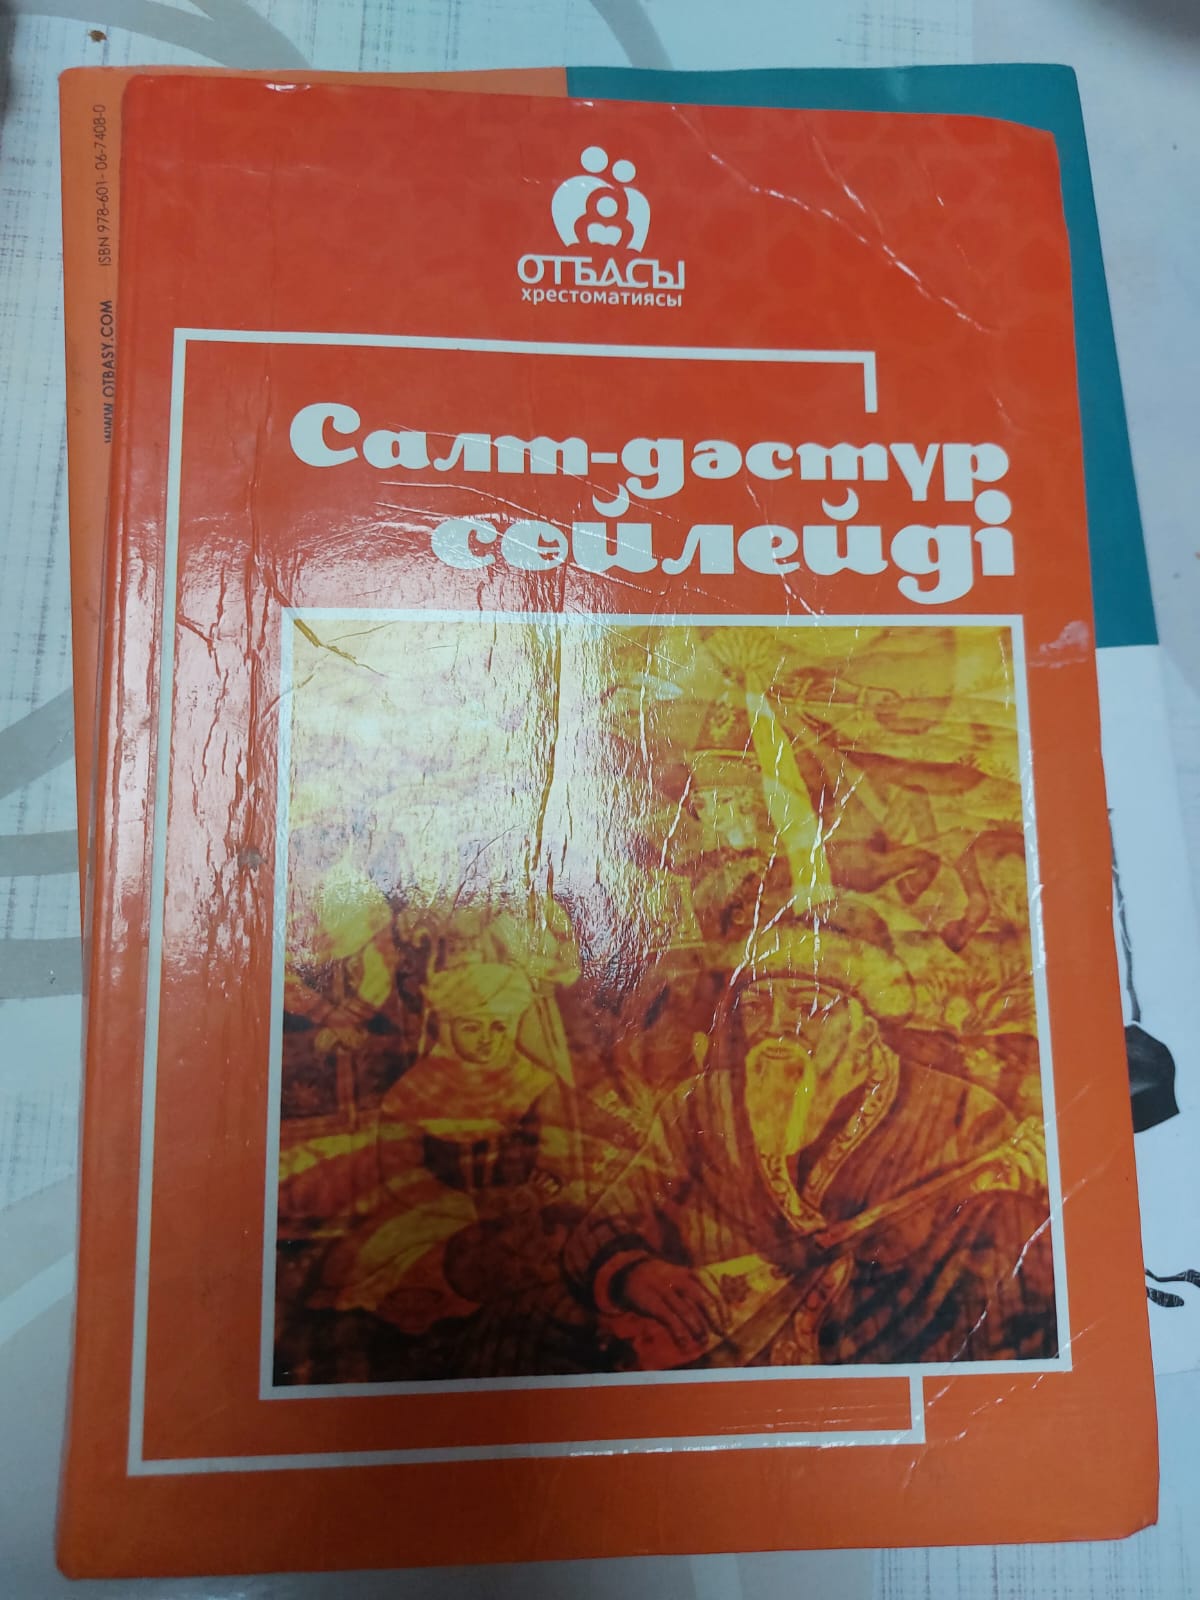 ОТБАСЫ
хрестоматиясы
Салт-дәстүр
сөйлейді
ISBN 978-601- 06-7408-0
WWW.OTBASY.COM